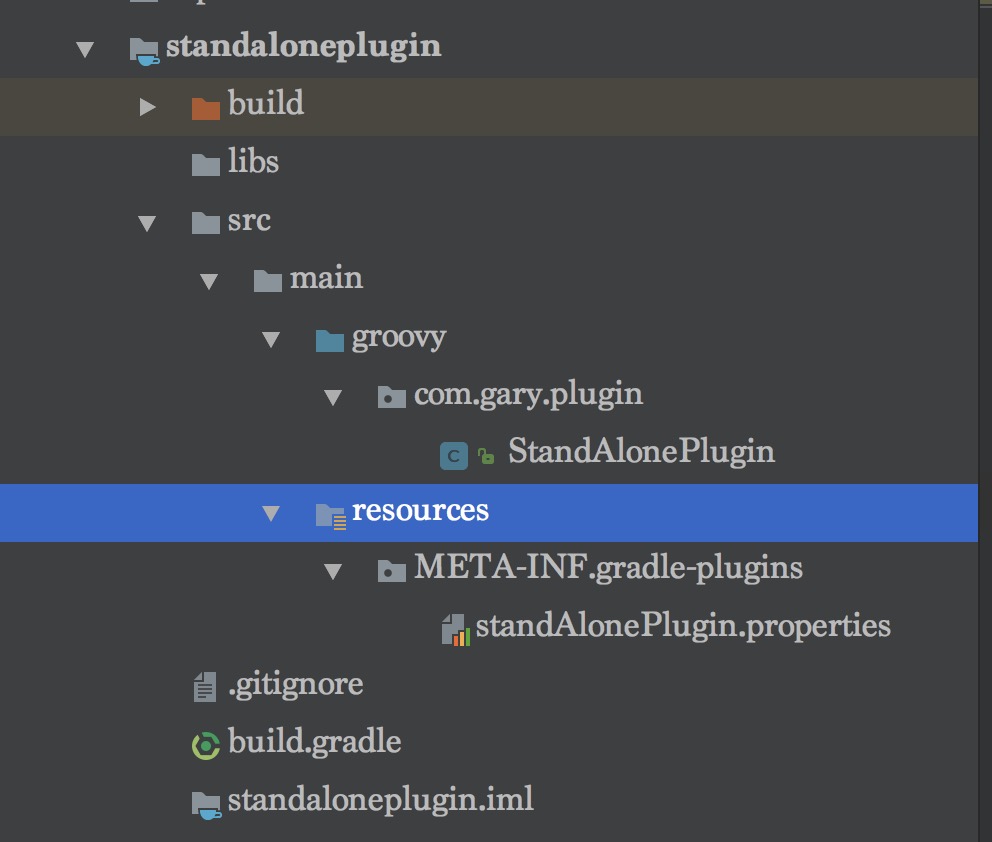 standaloneplugin
build
libs
src
main
groovy
com.gary.plugin
C StandAlonePlugin
resources
META-INF.gradle-plugins
standAlonePlugin.properties
.gitignore
build.gradle
standaloneplugin.iml